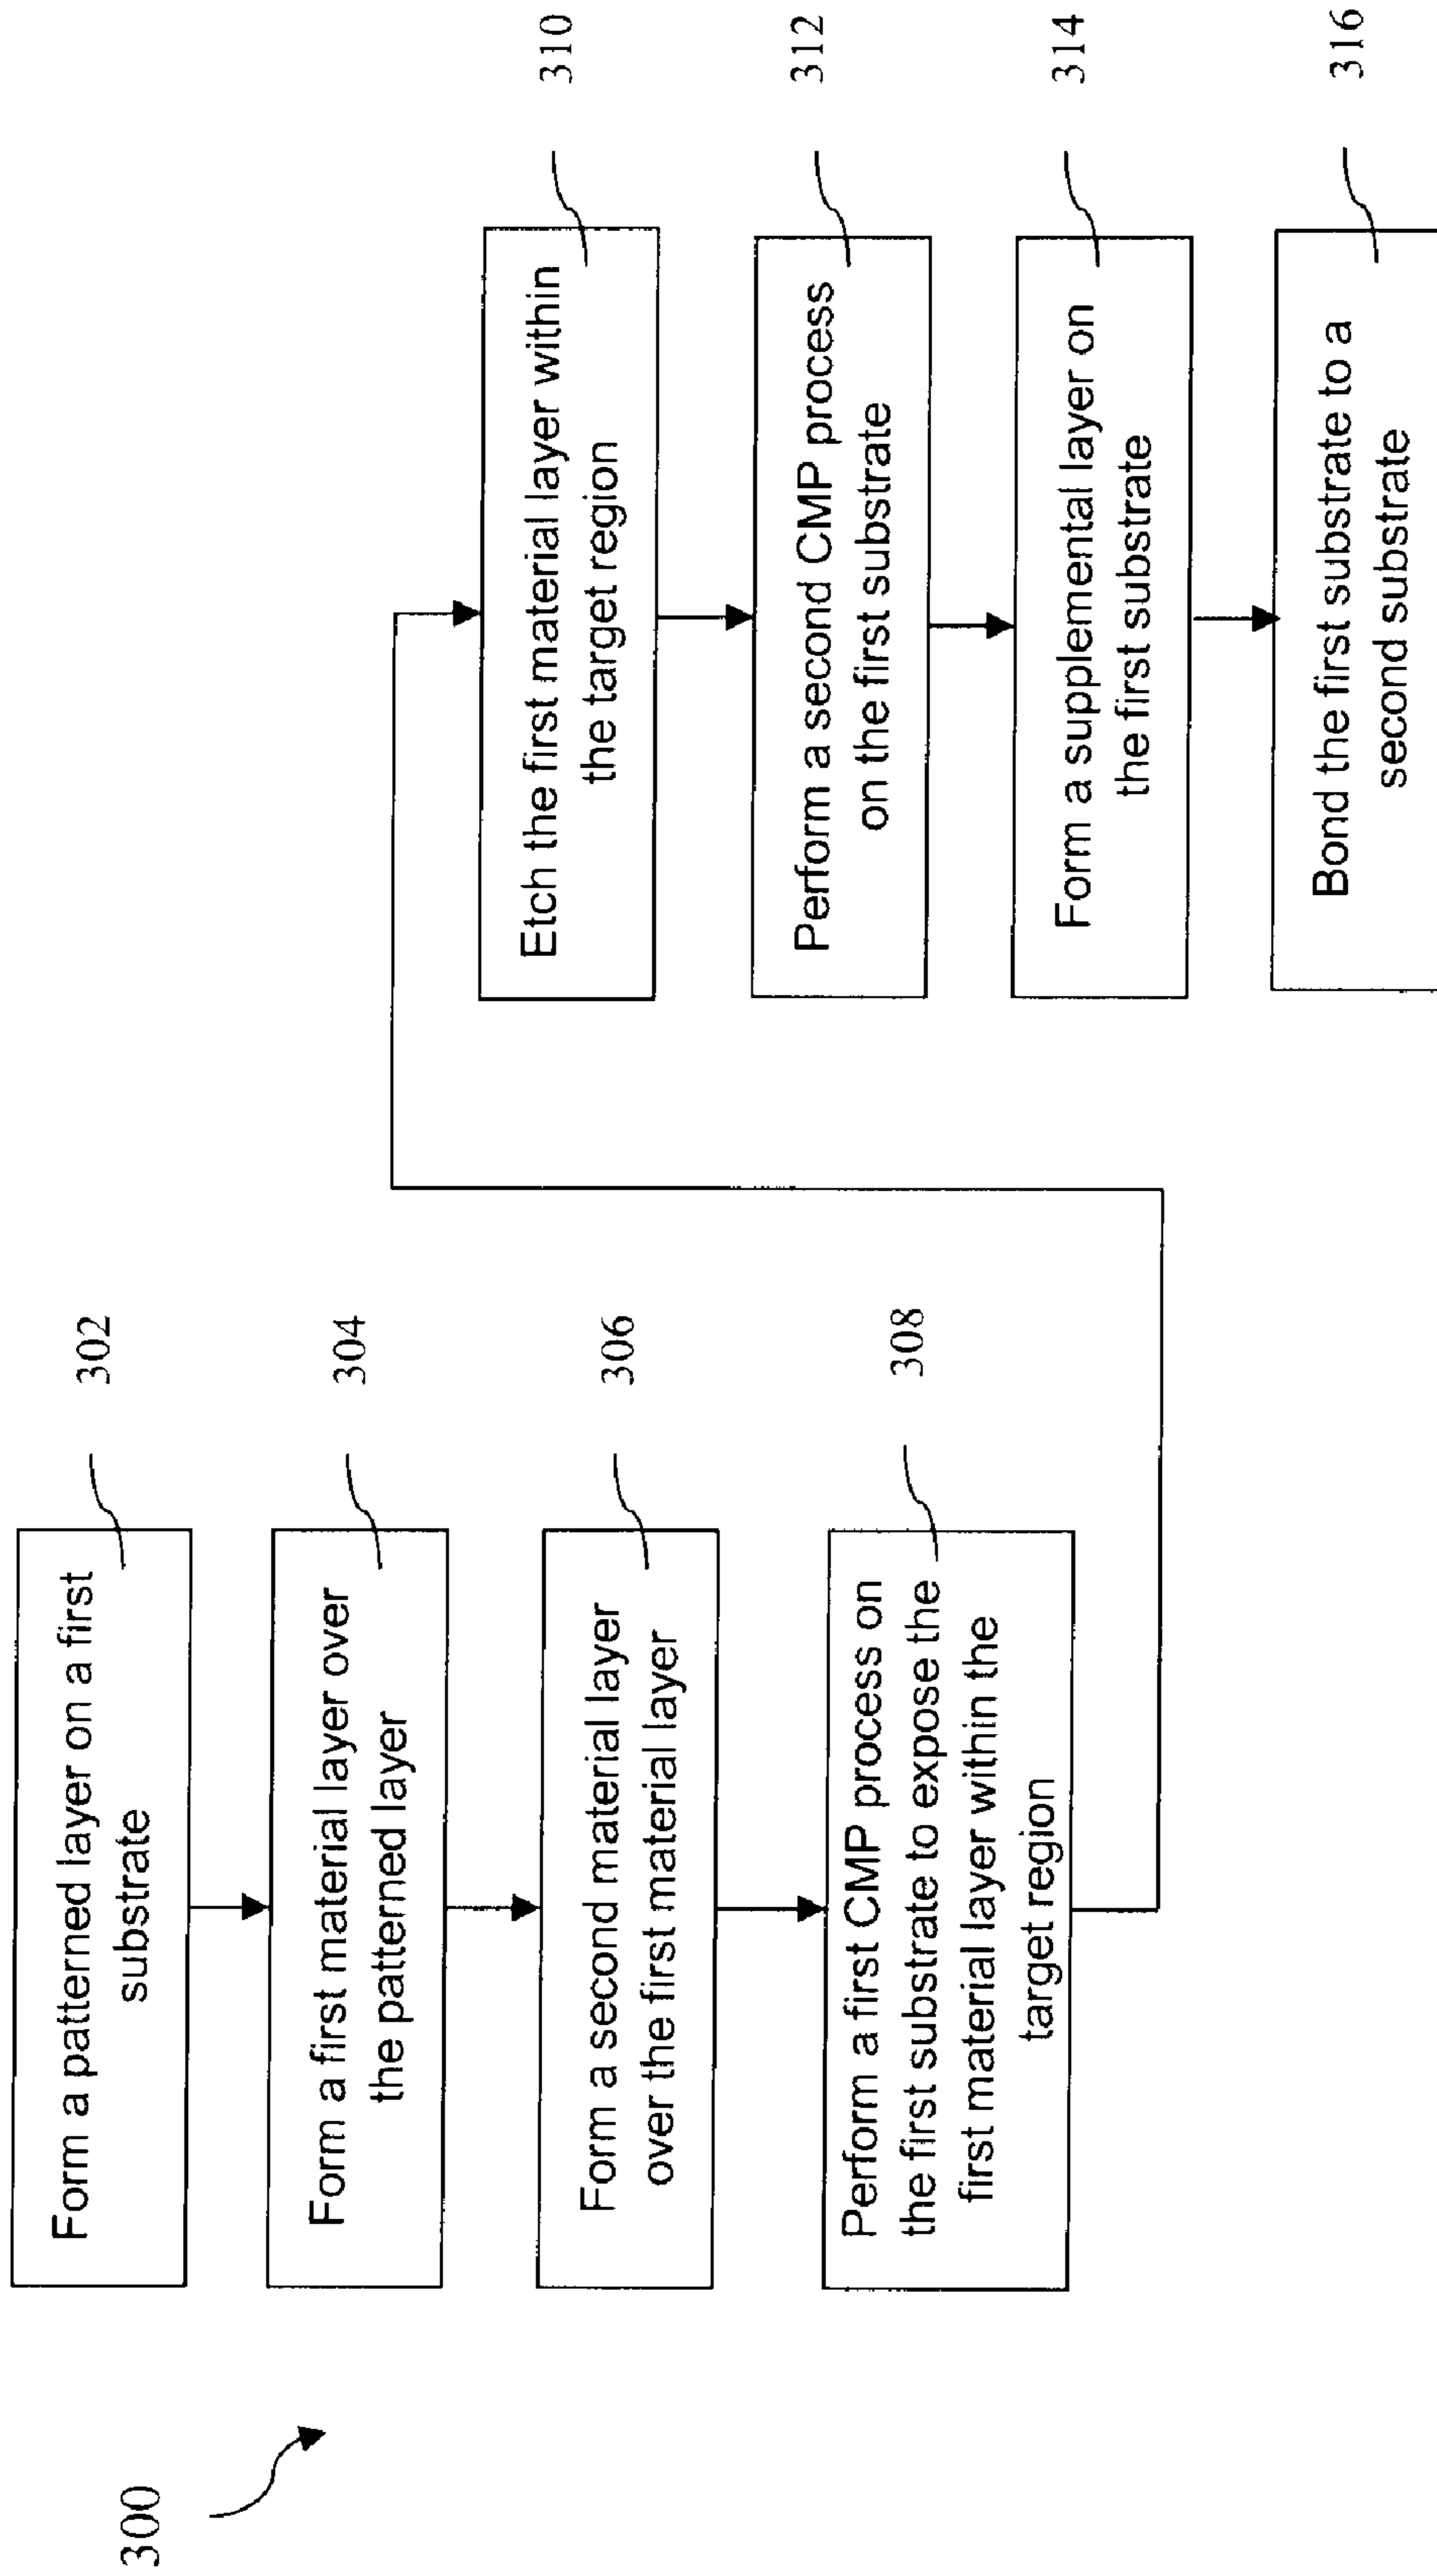 300
Form a patterned layer on a first
substrate
302
Form a first material layer over
the patterned layer
304
Form a second material layer
over the first material layer
306
Perform a first CMP process on
the first substrate to expose the
first material layer within the
target region
308
Etch the first material layer within
the target region
310
Perform a second CMP process
on the first substrate
312
Form a supplemental layer on
the first substrate
314
Bond the first substrate to a
second substrate
316